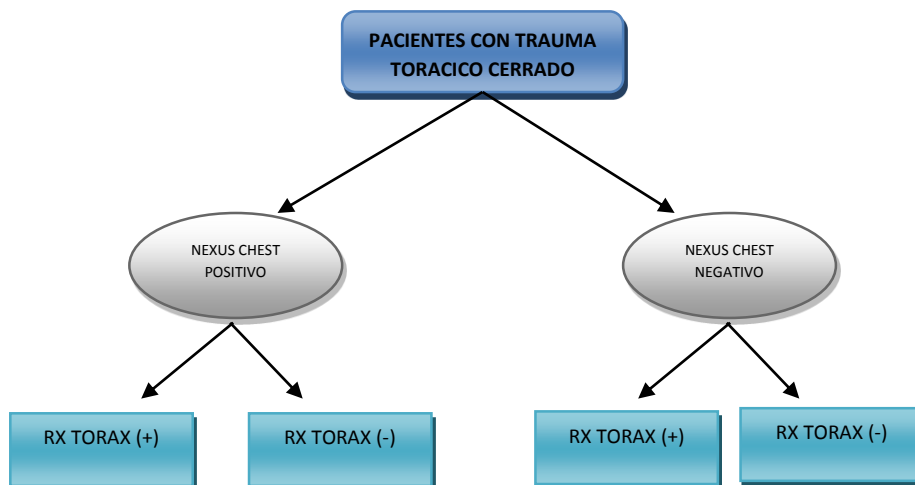 PACIENTES CON TRAUMA
TORACICO CERRADO
NEXUS CHEST
POSITIVO
NEXUS CHEST
NEGATIVO
RX TORAX (+)
RX TORAX (-)
RX TORAX (+)
RX TORAX (-)